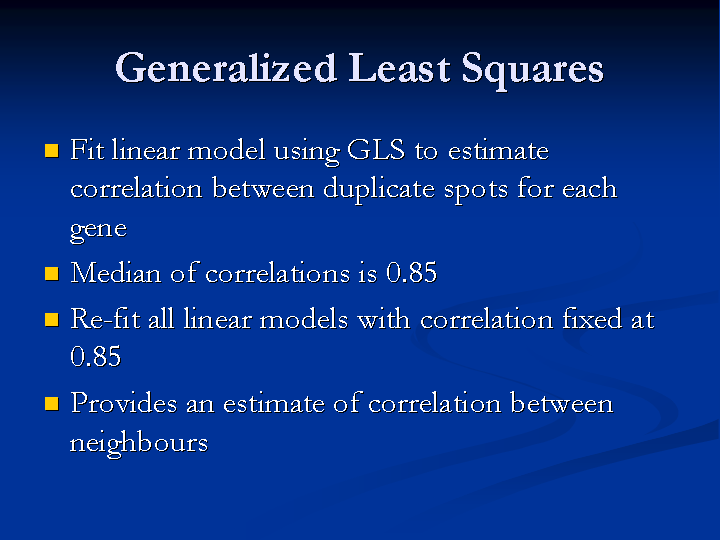 Generalized Least Squares
Fit linear model using GLS to estimate
correlation between duplicate spots for each
gene
Median of correlations is 0.85
Re-fit all linear models with correlation fixed at
0.85
Provides an estimate of correlation between
neighbours